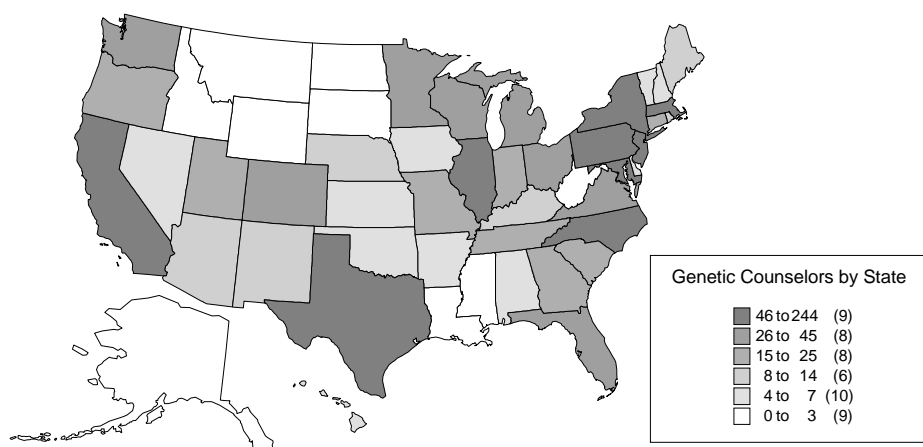 Genetic Counselors by State
46 to 244 (9)
26 to 45 (8)
15 to 25 (8)
8 to 14 (6)
4 to 7 (10)
0 to 3 (9)